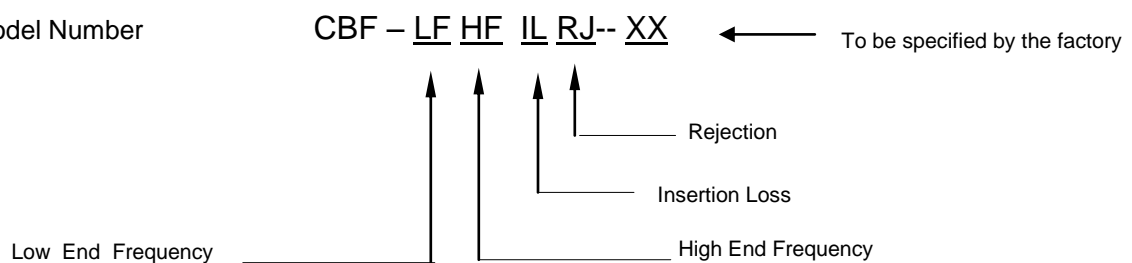 odel Number CBF – LF HF IL RJ-- XX To be specified by the factory
Rejection
Insertion Loss
Low End Frequency High End Frequency